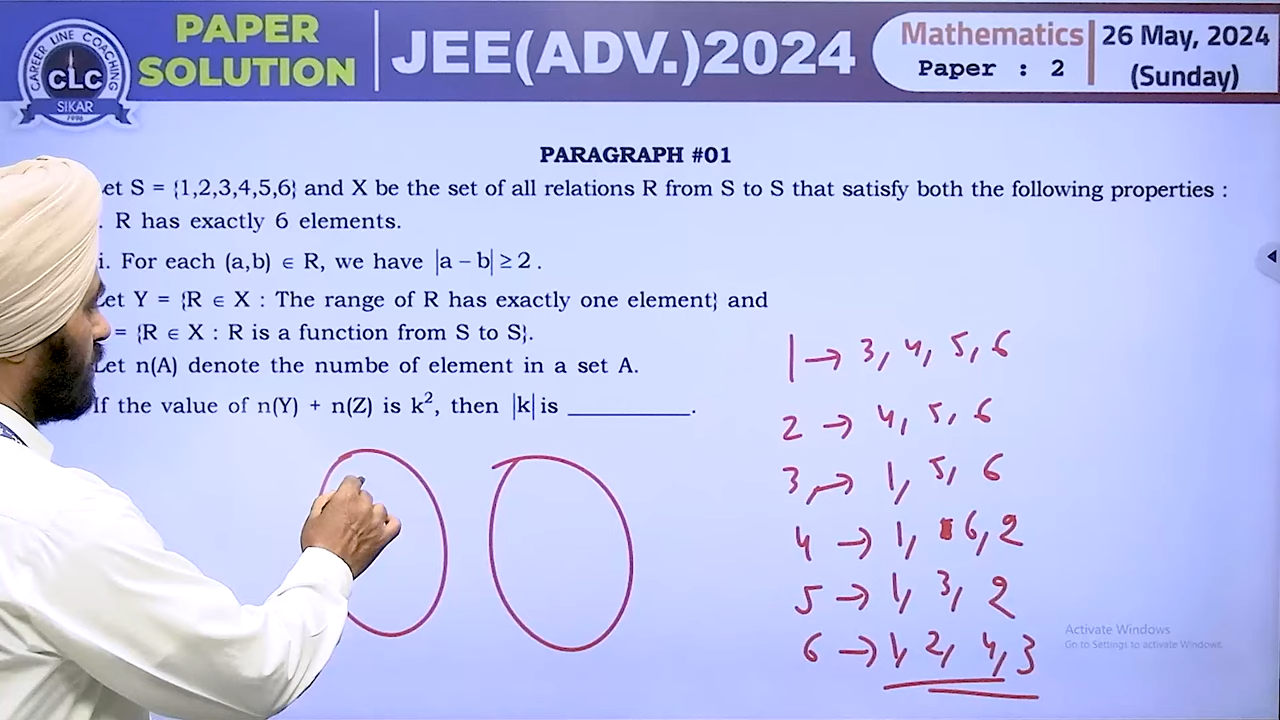 CAREER LINE COACHING
CLC
SIKAR
1996
PAPER
SOLUTION
JEE(ADV.)2024
Mathematics
Paper : 2
26 May, 2024
(Sunday)
PARAGRAPH #01
et S = {1,2,3,4,5,6} and X be the set of all relations R from S to S that satisfy both the following properties :
. R has exactly 6 elements.
i. For each (a,b) ∈ R, we have |a – b| ≥ 2 .
Let Y = {R ∈ X : The range of R has exactly one element} and
= {R ∈ X : R is a function from S to S}.
Let n(A) denote the numbe of element in a set A.
If the value of n(Y) + n(Z) is k², then |k| is __________.
1 → 3, 4, 5, 6
2 → 4, 5, 6
3 → 1, 5, 6
4 → 1, 6, 2
5 → 1, 3, 2
6 → 1, 2, 4, 3
Activate Windows
Go to Settings to activate Windows.